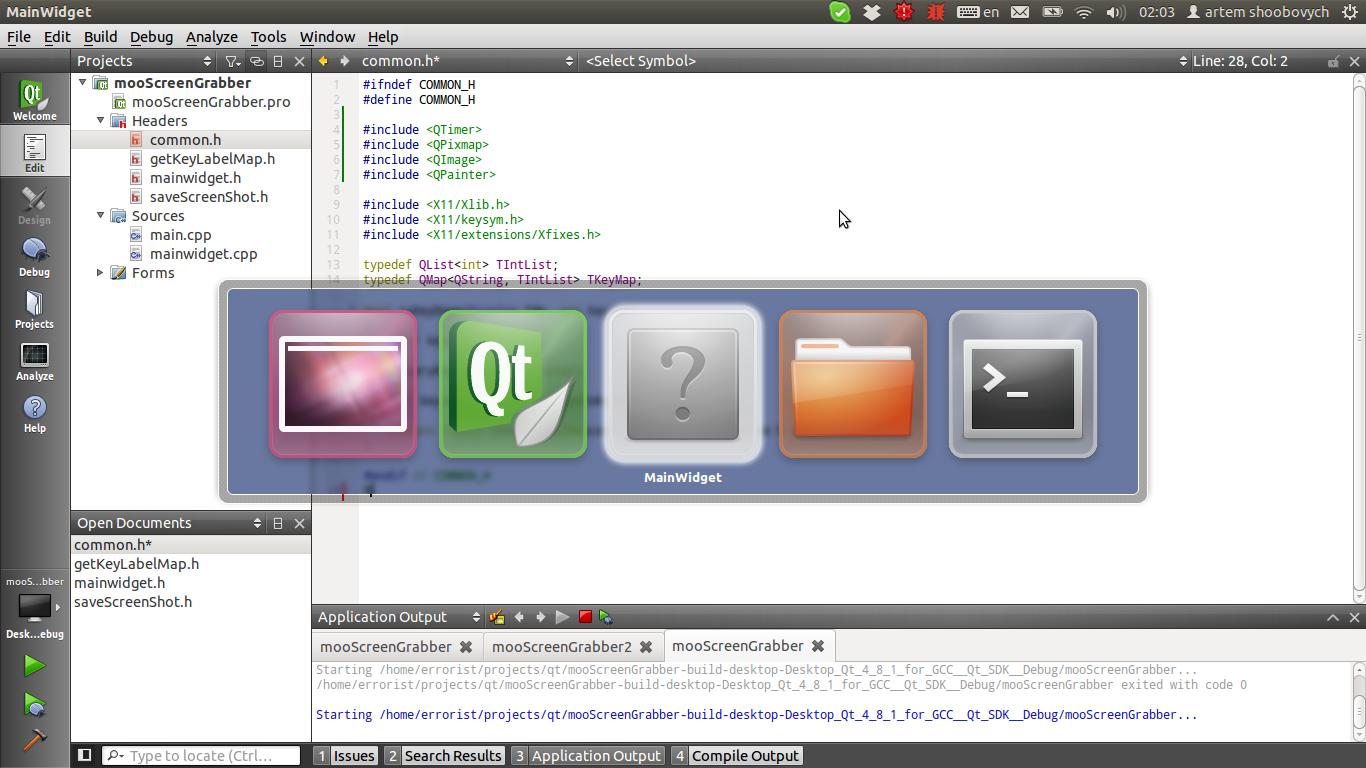 MainWidget
en
02:03
artem shoobovych
File Edit Build Debug Analyze Tools Window Help
Projects
common.h*
<Select Symbol>
Line: 28, Col: 2
Qt
Welcome
Edit
Design
Debug
Projects
Analyze
Help
mooScreenGrabber
mooScreenGrabber.pro
Headers
common.h
getKeyLabelMap.h
mainwidget.h
saveScreenShot.h
Sources
main.cpp
mainwidget.cpp
Forms
1 #ifndef COMMON_H
2 #define COMMON_H
3
4 #include <QTimer>
5 #include <QPixmap>
6 #include <QImage>
7 #include <QPainter>
8
9 #include <X11/Xlib.h>
10 #include <X11/keysym.h>
11 #include <X11/extensions/Xfixes.h>
12
13 typedef QList<int> TIntList;
14 typedef QMap<QString, TIntList> TKeyMap;
Qt
?
>_
MainWidget
#endif // COMMON_H
Open Documents
common.h*
getKeyLabelMap.h
mainwidget.h
saveScreenShot.h
mooS...bber
Desk...ebug
Application Output
mooScreenGrabber
mooScreenGrabber2
mooScreenGrabber
Starting /home/errorist/projects/qt/mooScreenGrabber-build-desktop-Desktop_Qt_4_8_1_for_GCC__Qt_SDK__Debug/mooScreenGrabber...
/home/errorist/projects/qt/mooScreenGrabber-build-desktop-Desktop_Qt_4_8_1_for_GCC__Qt_SDK__Debug/mooScreenGrabber exited with code 0
Starting /home/errorist/projects/qt/mooScreenGrabber-build-desktop-Desktop_Qt_4_8_1_for_GCC__Qt_SDK__Debug/mooScreenGrabber...
Type to locate (Ctrl...
1 Issues
2 Search Results
3 Application Output
4 Compile Output